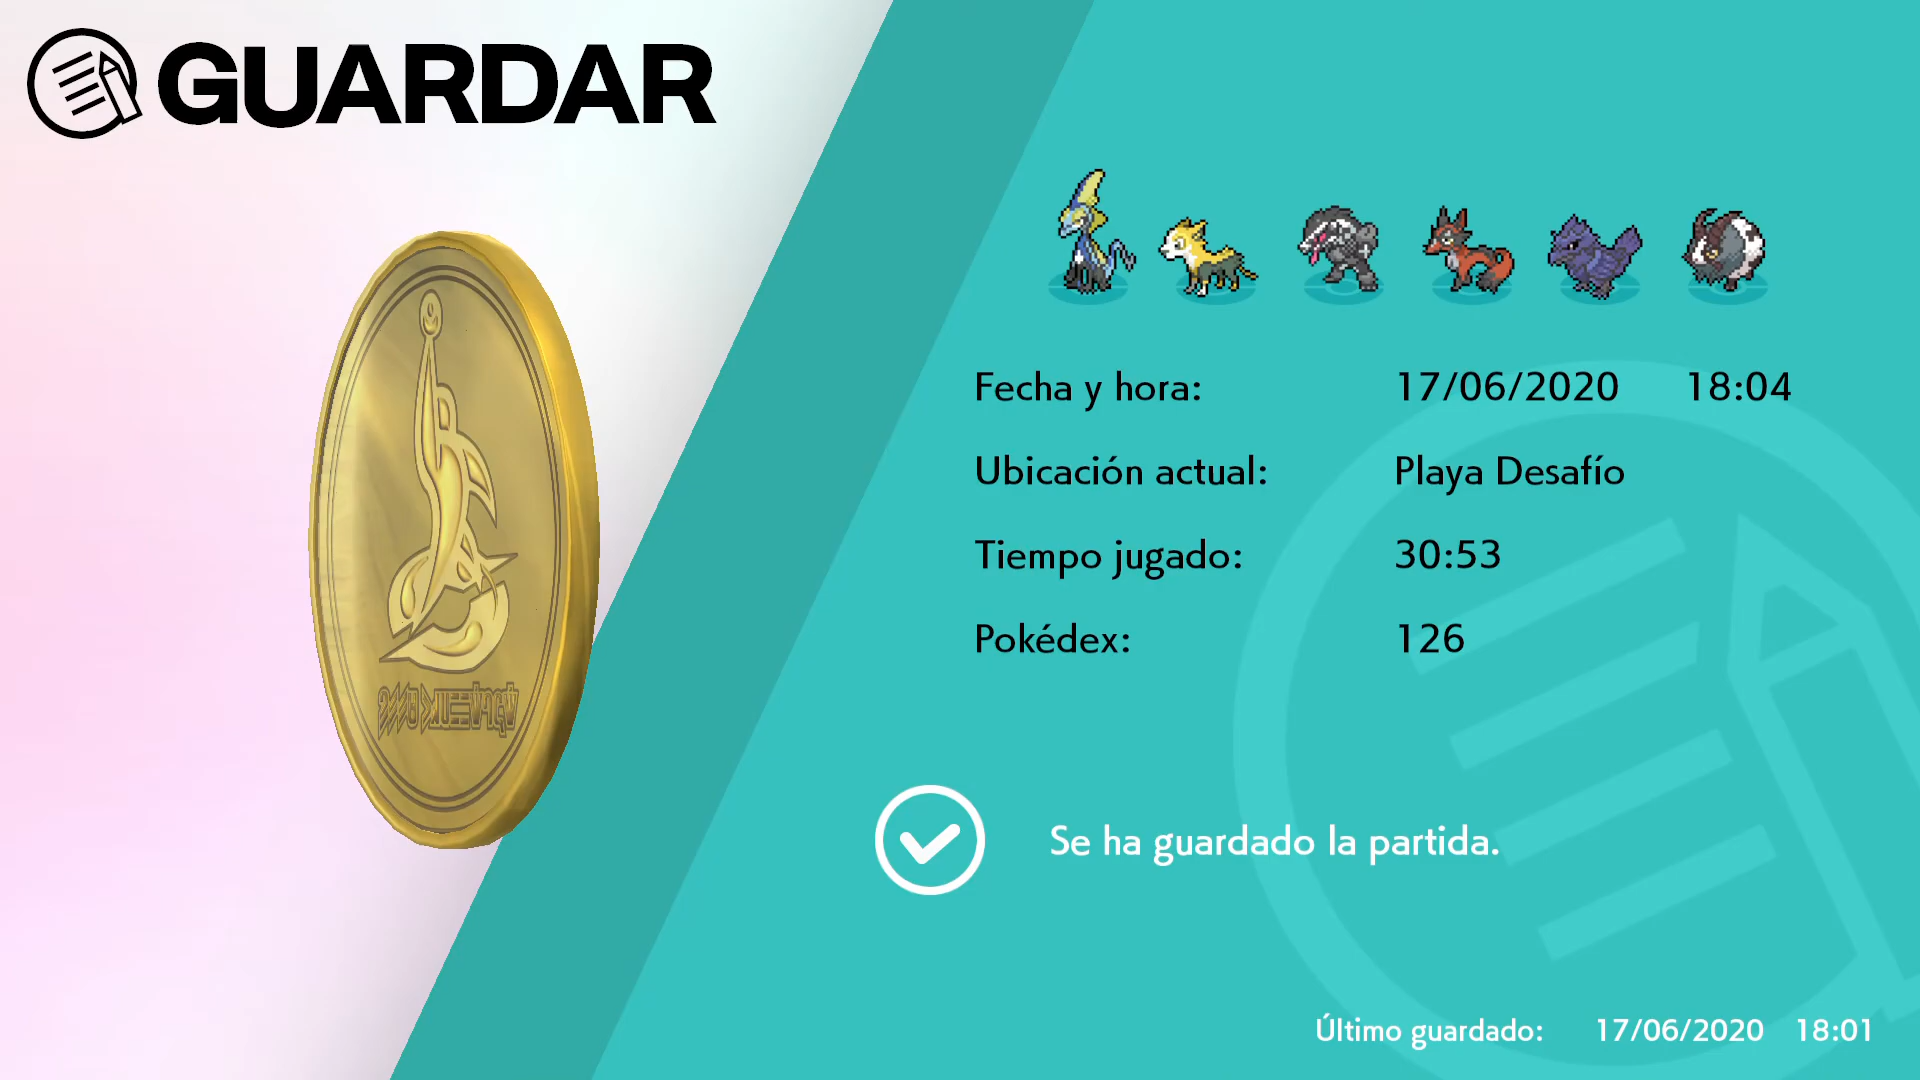 GUARDAR
Fecha y hora: 17/06/2020 18:04
Ubicación actual: Playa Desafío
Tiempo jugado: 30:53
Pokédex: 126
Se ha guardado la partida.
Último guardado: 17/06/2020 18:01